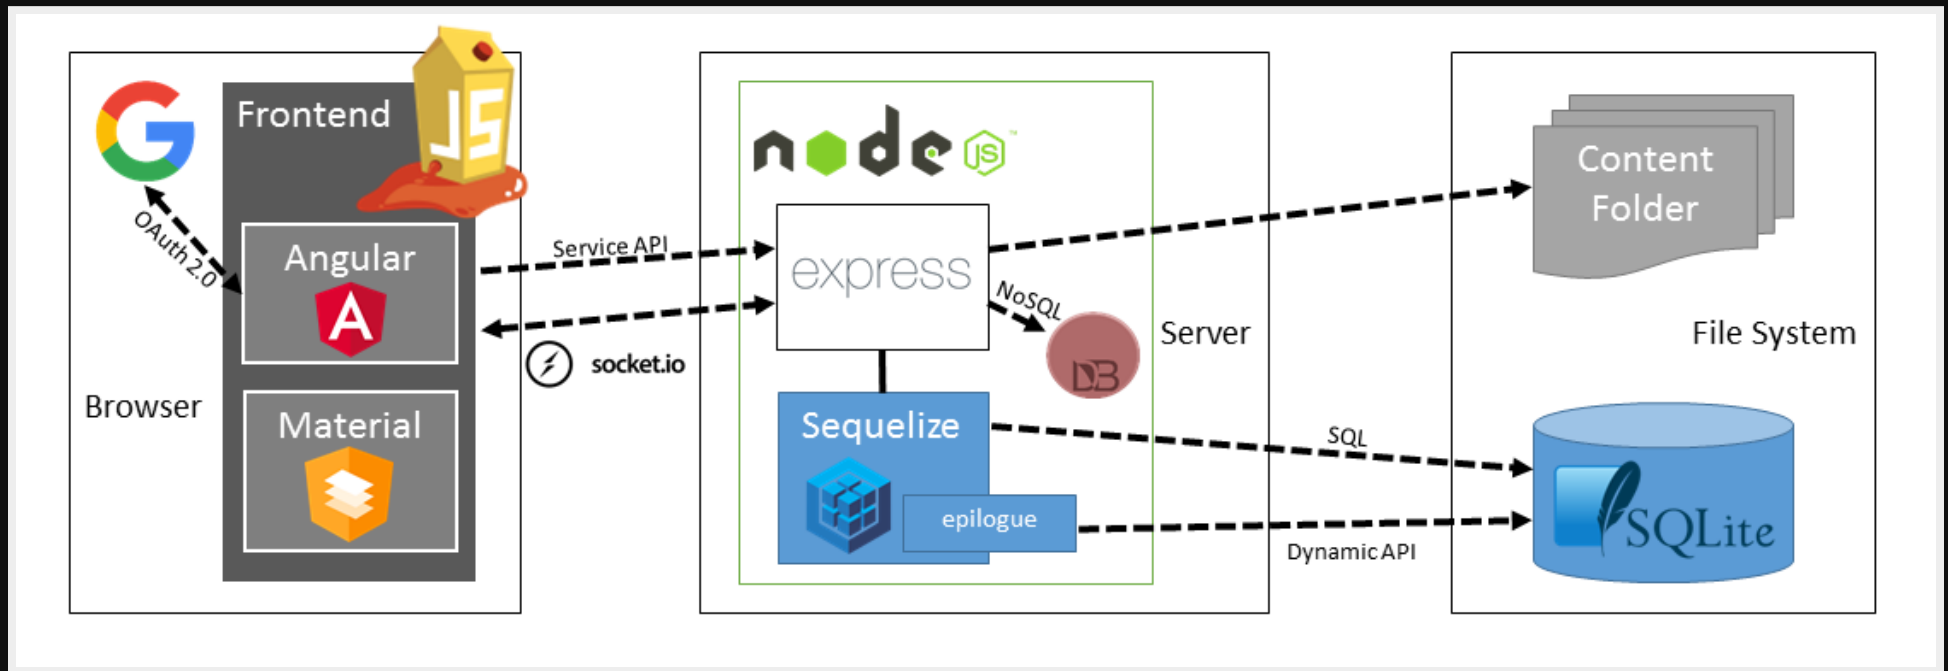 Frontend
JS
OAuth 2.0
Angular
A
Material
Browser
Service API
socket.io
node
JS™
express
NoSQL
DB
Server
Sequelize
epilogue
SQL
Dynamic API
Content
Folder
File System
SQLite